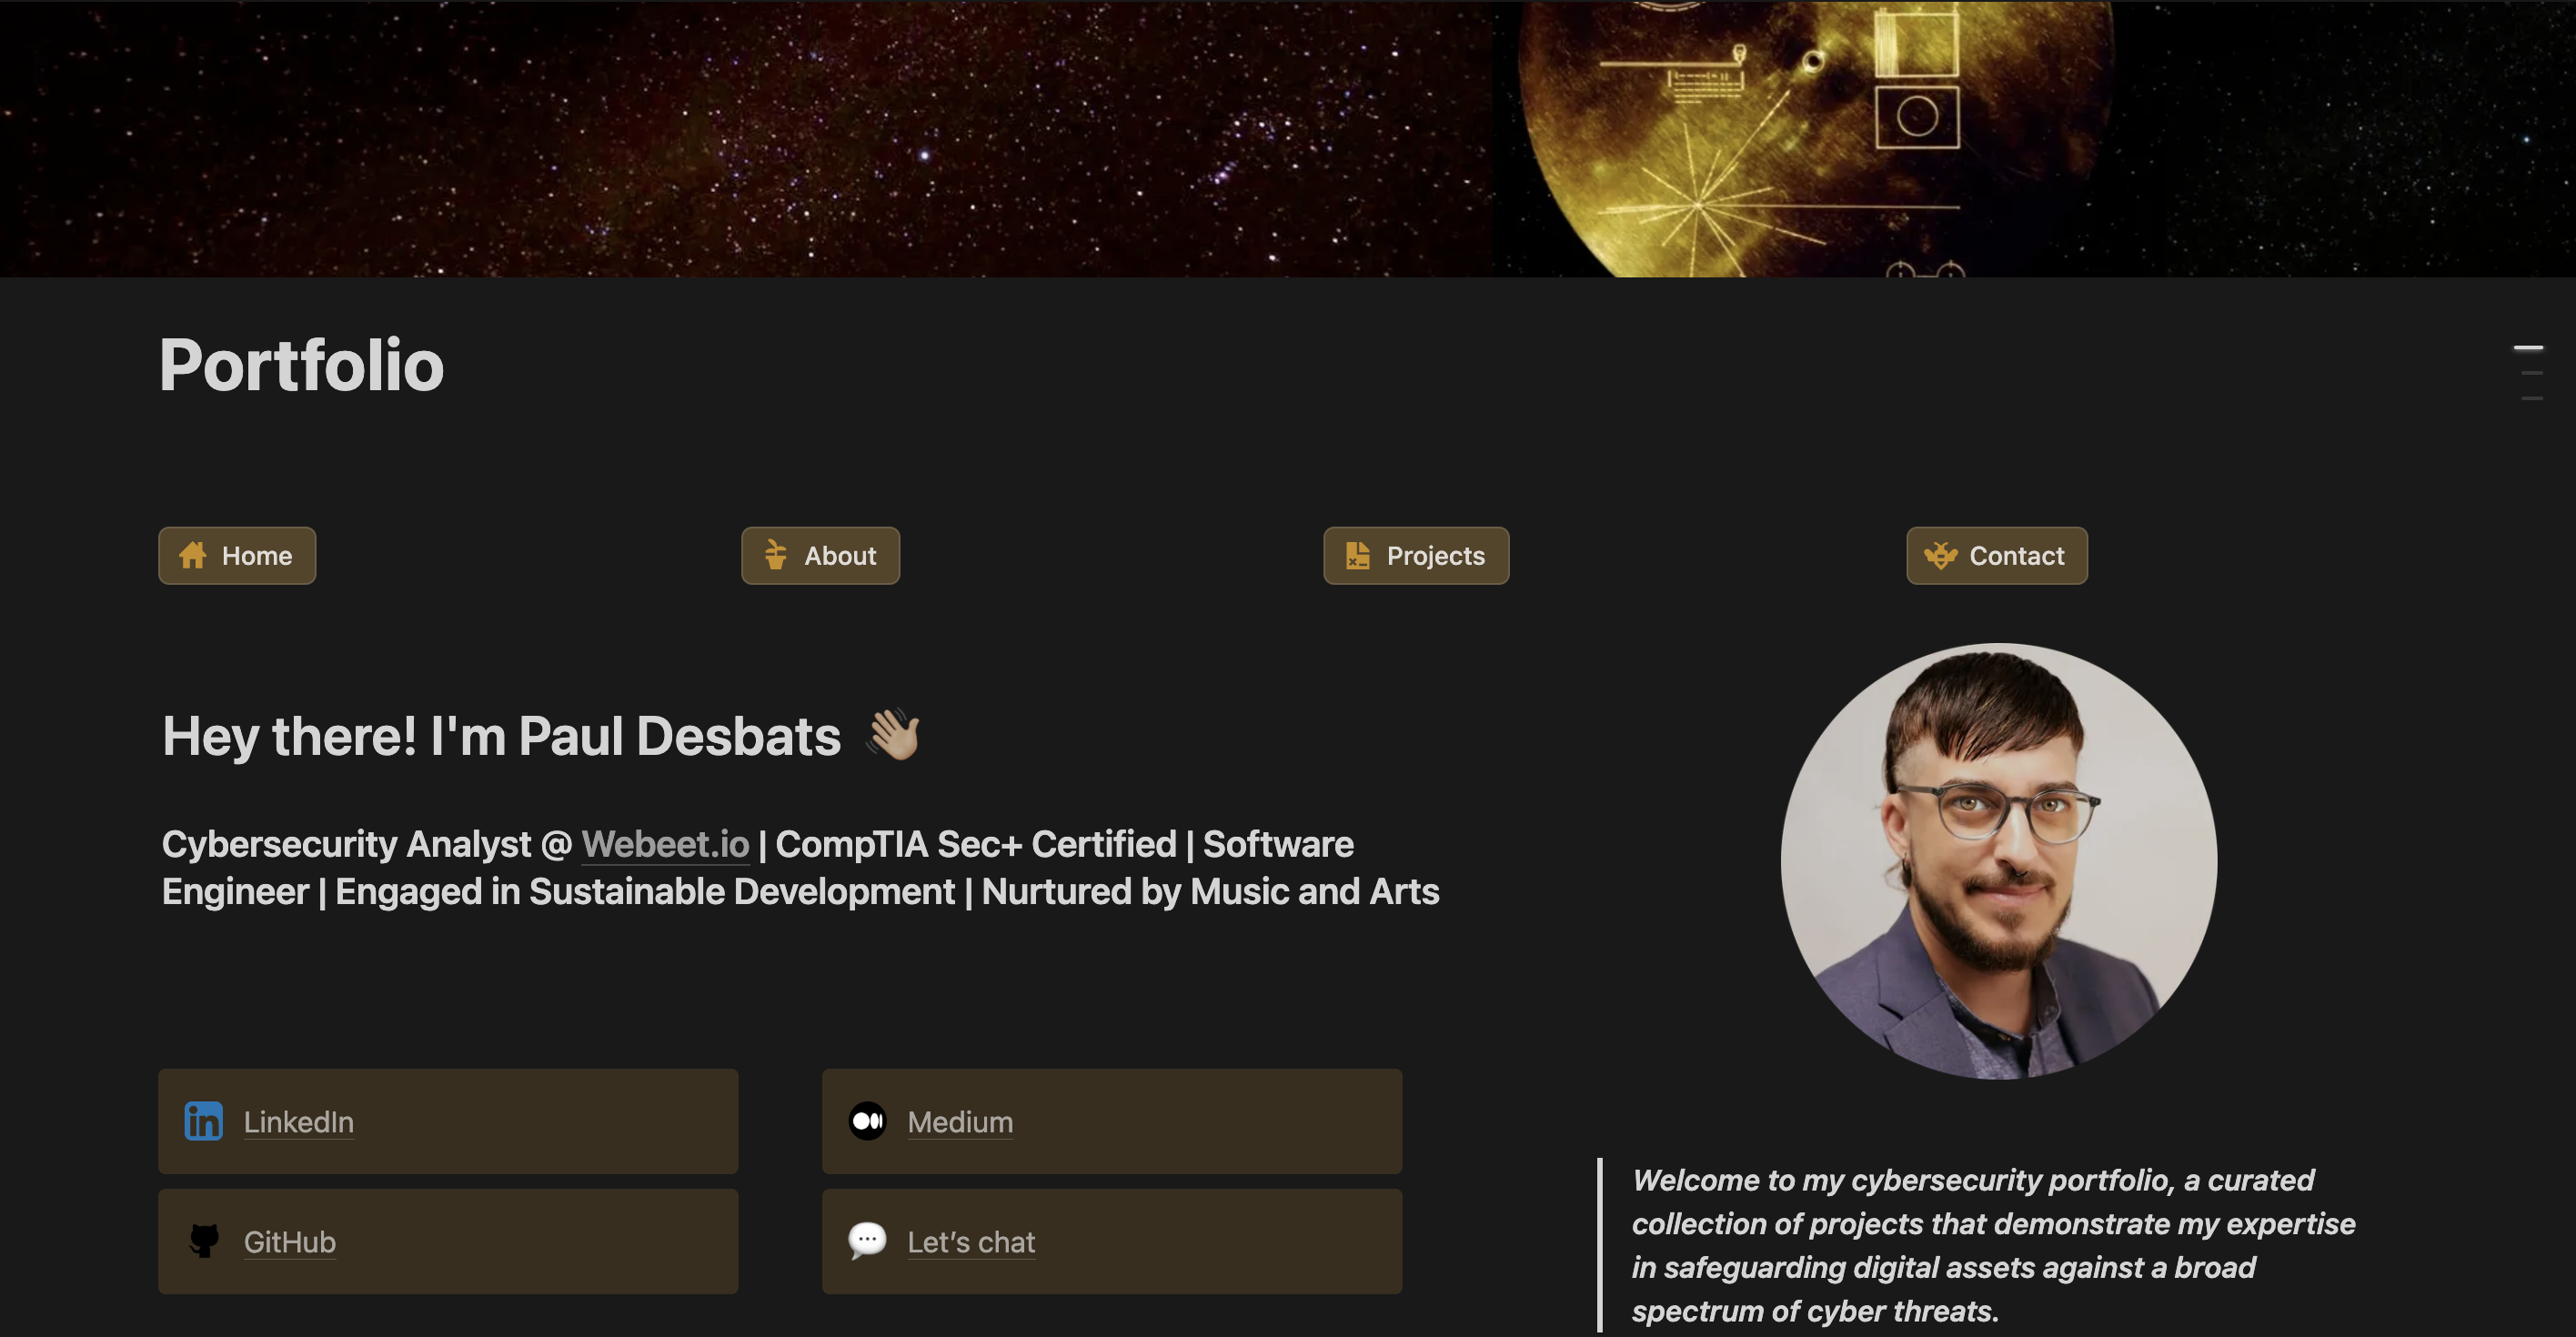 Portfolio
Home
About
Projects
Contact
Hey there! I'm Paul Desbats
Cybersecurity Analyst @ Webeet.io | CompTIA Sec+ Certified | Software
Engineer | Engaged in Sustainable Development | Nurtured by Music and Arts
in LinkedIn
Medium
GitHub
Let’s chat
Welcome to my cybersecurity portfolio, a curated
collection of projects that demonstrate my expertise
in safeguarding digital assets against a broad
spectrum of cyber threats.